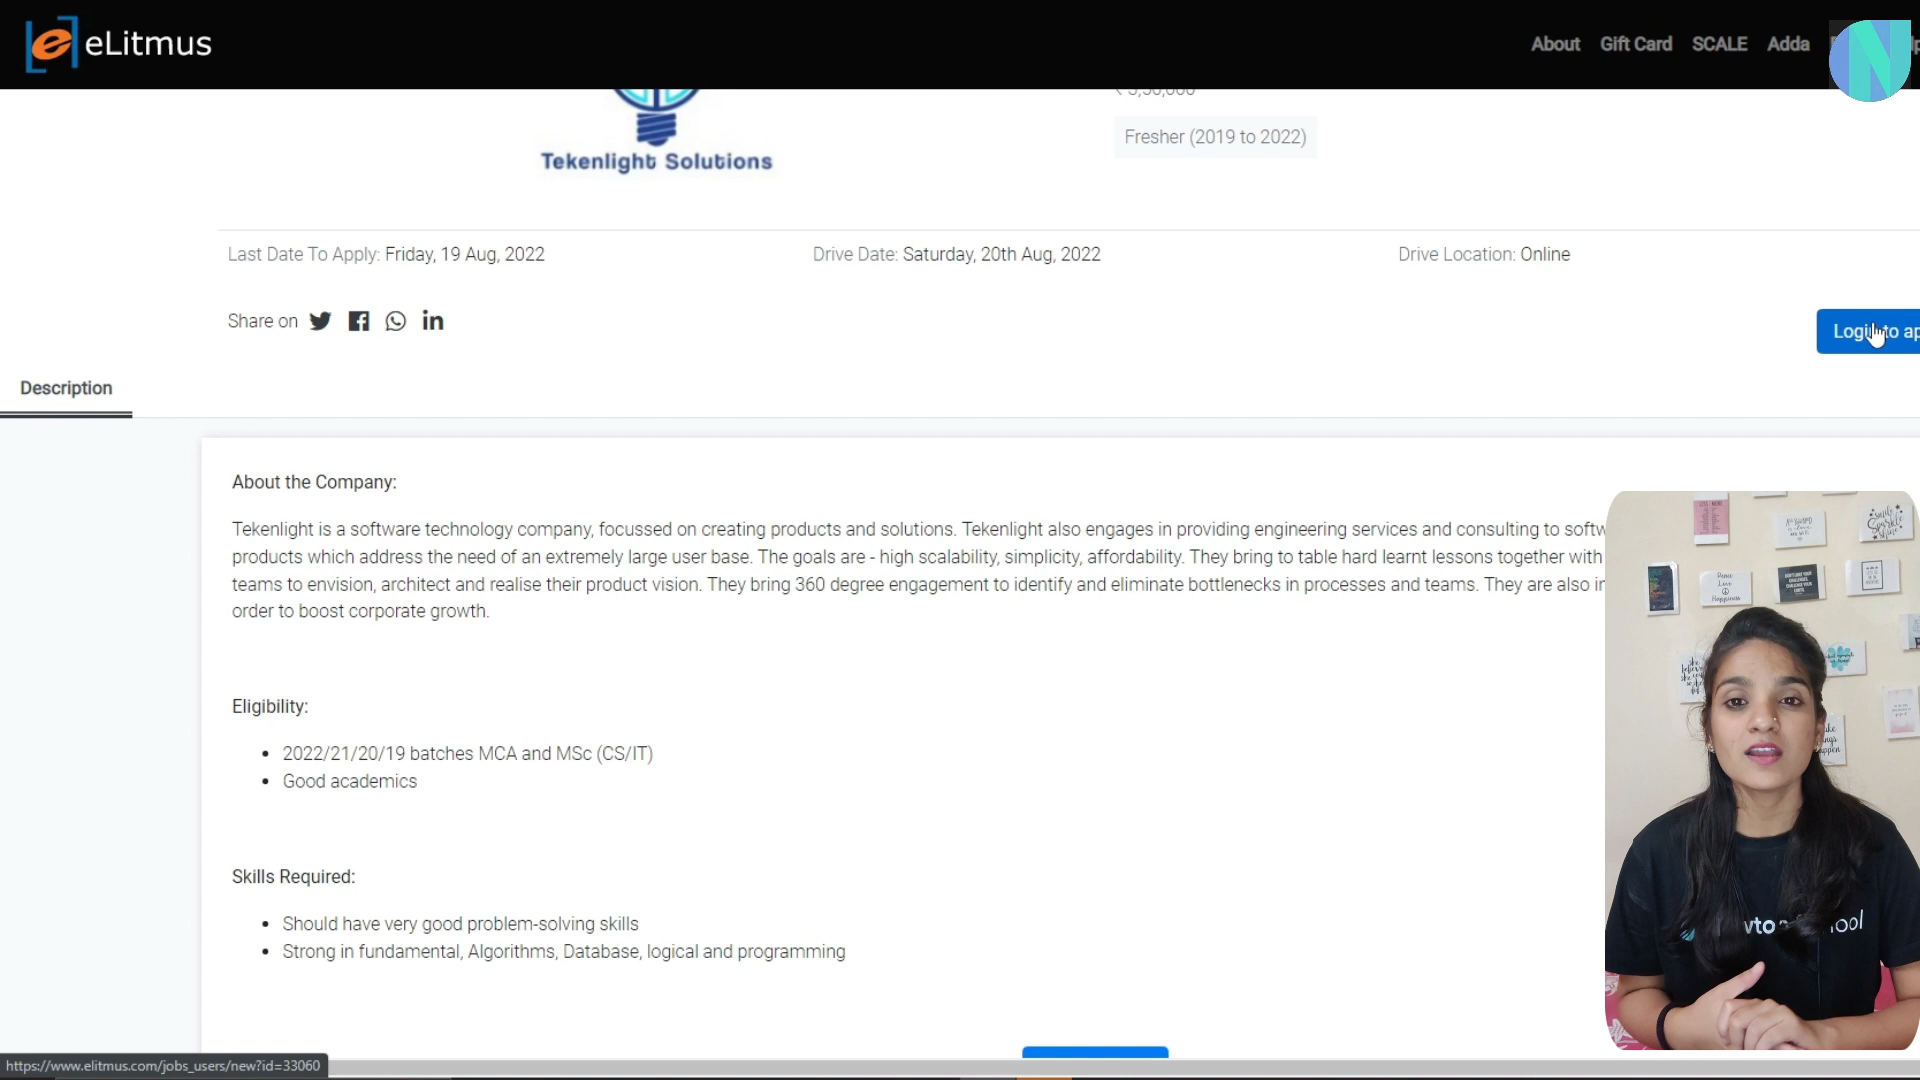 eLitmus
About Gift Card SCALE Adda
Fresher (2019 to 2022)
Tekenlight Solutions
Last Date To Apply: Friday, 19 Aug, 2022
Drive Date: Saturday, 20th Aug, 2022
Drive Location: Online
Share on
Login to ap
Description
About the Company:
Tekenlight is a software technology company, focussed on creating products and solutions. Tekenlight also engages in providing engineering services and consulting to softw
products which address the need of an extremely large user base. The goals are - high scalability, simplicity, affordability. They bring to table hard learnt lessons together with
teams to envision, architect and realise their product vision. They bring 360 degree engagement to identify and eliminate bottlenecks in processes and teams. They are also in
order to boost corporate growth.
Eligibility:
2022/21/20/19 batches MCA and MSc (CS/IT)
Good academics
Skills Required:
Should have very good problem-solving skills
Strong in fundamental, Algorithms, Database, logical and programming
https://www.elitmus.com/jobs_users/new?id=33060